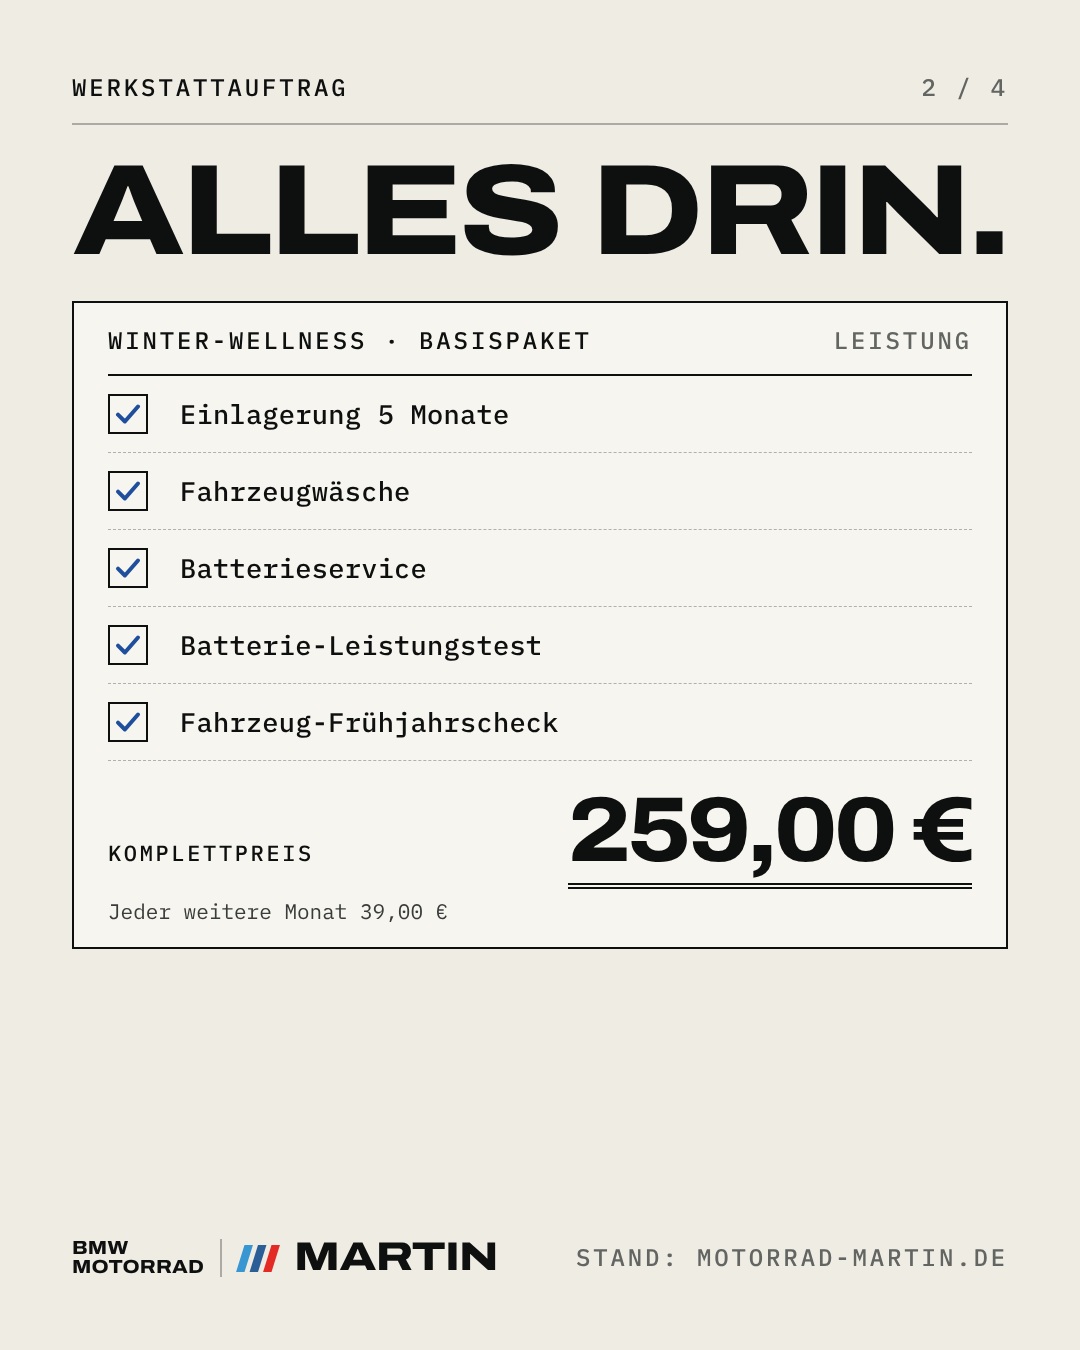 WERKSTATTAUFTRAG 2 / 4
ALLES DRIN.
WINTER-WELLNESS · BASISPAKET LEISTUNG
Einlagerung 5 Monate
Fahrzeugwäsche
Batterieservice
Batterie-Leistungstest
Fahrzeug-Frühjahrscheck
KOMPLETTPREIS 259,00 €
Jeder weitere Monat 39,00 €
BMW
MOTORRAD
MARTIN
STAND: MOTORRAD-MARTIN.DE